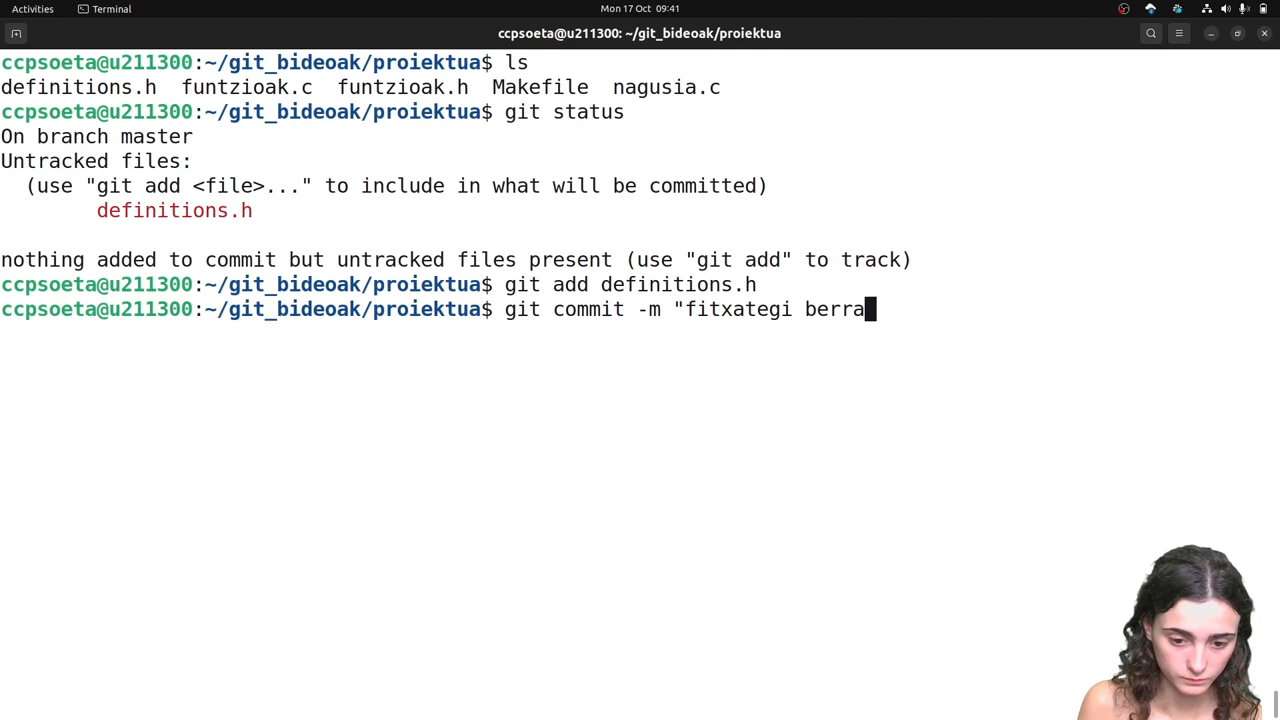 Activities
Terminal
Mon 17 Oct 09:41
ccpsoeta@u211300: ~/git_bideoak/proiektua
ccpsoeta@u211300:~/git_bideoak/proiektua$ ls
definitions.h  funtzioak.c  funtzioak.h  Makefile  nagusia.c
ccpsoeta@u211300:~/git_bideoak/proiektua$ git status
On branch master
Untracked files:
  (use "git add <file>..." to include in what will be committed)
        definitions.h
nothing added to commit but untracked files present (use "git add" to track)
ccpsoeta@u211300:~/git_bideoak/proiektua$ git add definitions.h
ccpsoeta@u211300:~/git_bideoak/proiektua$ git commit -m "fitxategi berra